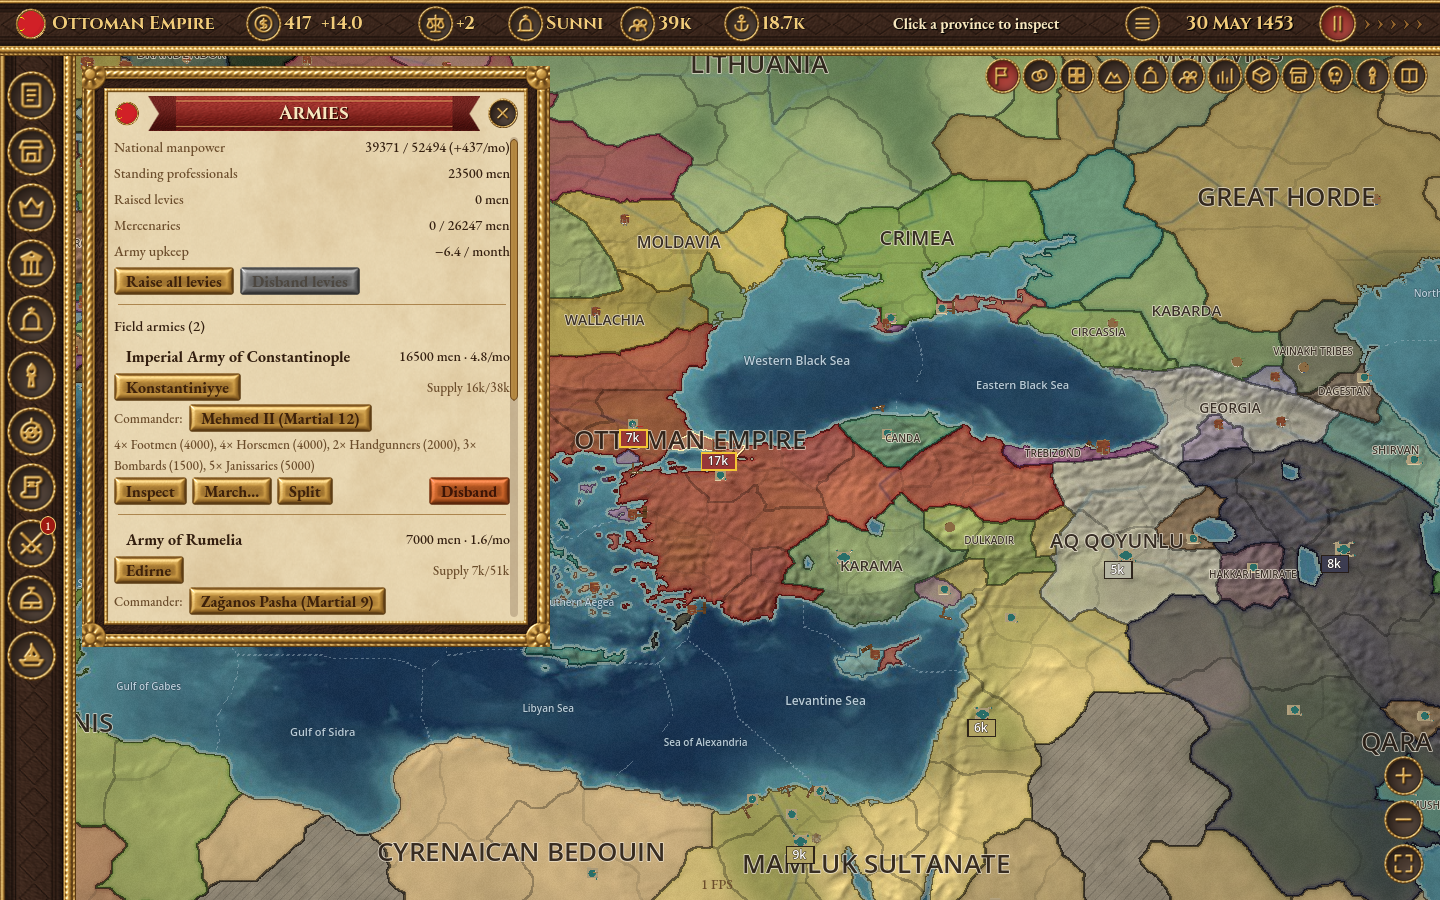 OTTOMAN EMPIRE
417 +14.0
+2
SUNNI
39K
18.7K
Click a province to inspect
30 MAY 1453
ARMIES
National manpower 39371 / 52494 (+437/mo)
Standing professionals 23500 men
Raised levies 0 men
Mercenaries 0 / 26247 men
Army upkeep −6.4 / month
Raise all levies
Disband levies
Field armies (2)
Imperial Army of Constantinople 16500 men · 4.8/mo
Konstantiniyye Supply 16k/38k
Commander: Mehmed II (Martial 12)
4× Footmen (4000), 4× Horsemen (4000), 2× Handgunners (2000), 3×
Bombards (1500), 5× Janissaries (5000)
Inspect
March...
Split
Disband
Army of Rumelia 7000 men · 1.6/mo
Edirne Supply 7k/51k
Commander: Zağanos Pasha (Martial 9)
1
LITHUANIA
GREAT HORDE
MOLDAVIA
CRIMEA
WALLACHIA
KABARDA
CIRCASSIA
North
VAINAKH TRIBES
DAGESTAN
Western Black Sea
Eastern Black Sea
GEORGIA
OTTOMAN EMPIRE
7k
17k
CANDA
TREBIZOND
SHIRVAN
DULKADIR
AQ QOYUNLU
KARAMA
5k
HAKKARI EMIRATE
8k
Gulf of Gabes
NIS
Gulf of Sidra
Libyan Sea
Levantine Sea
Sea of Alexandria
6k
QARA
MUSH
CYRENAICAN BEDOUIN
9k
MAMLUK SULTANATE
1 FPS